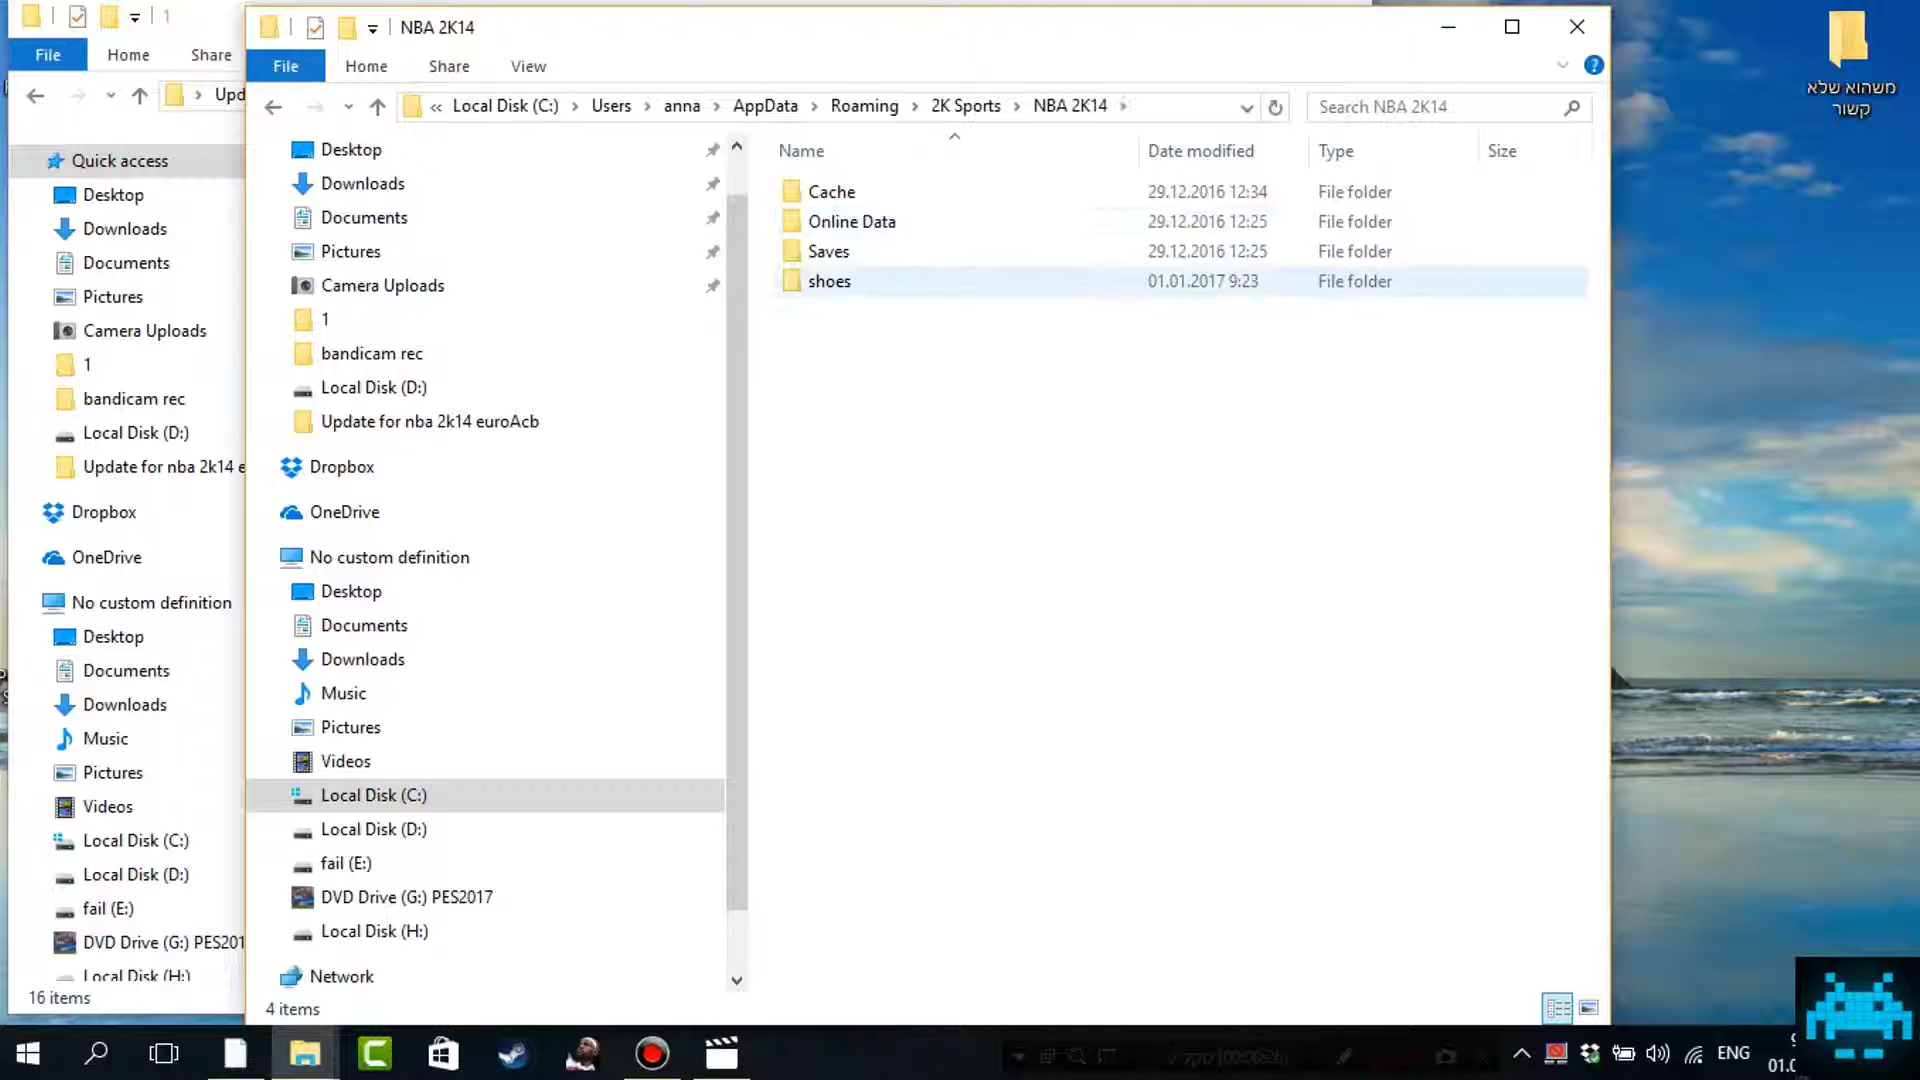 1
File
Home
Share
Upd
Quick access
Desktop
Downloads
Documents
Pictures
Camera Uploads
1
bandicam rec
Local Disk (D:)
Update for nba 2k14 e
Dropbox
OneDrive
No custom definition
Desktop
Documents
Downloads
Music
Pictures
Videos
Local Disk (C:)
Local Disk (D:)
fail (E:)
DVD Drive (G:) PES201
Local Disk (H:)
16 items
NBA 2K14
File
Home
Share
View
« Local Disk (C:) › Users › anna › AppData › Roaming › 2K Sports › NBA 2K14 ›
Search NBA 2K14
Desktop
Downloads
Documents
Pictures
Camera Uploads
1
bandicam rec
Local Disk (D:)
Update for nba 2k14 euroAcb
Dropbox
OneDrive
No custom definition
Desktop
Documents
Downloads
Music
Pictures
Videos
Local Disk (C:)
Local Disk (D:)
fail (E:)
DVD Drive (G:) PES2017
Local Disk (H:)
Network
4 items
Name Date modified Type Size
Cache 29.12.2016 12:34 File folder
Online Data 29.12.2016 12:25 File folder
Saves 29.12.2016 12:25 File folder
shoes 01.01.2017 9:23 File folder
משהוא שלא
קשור
ENG